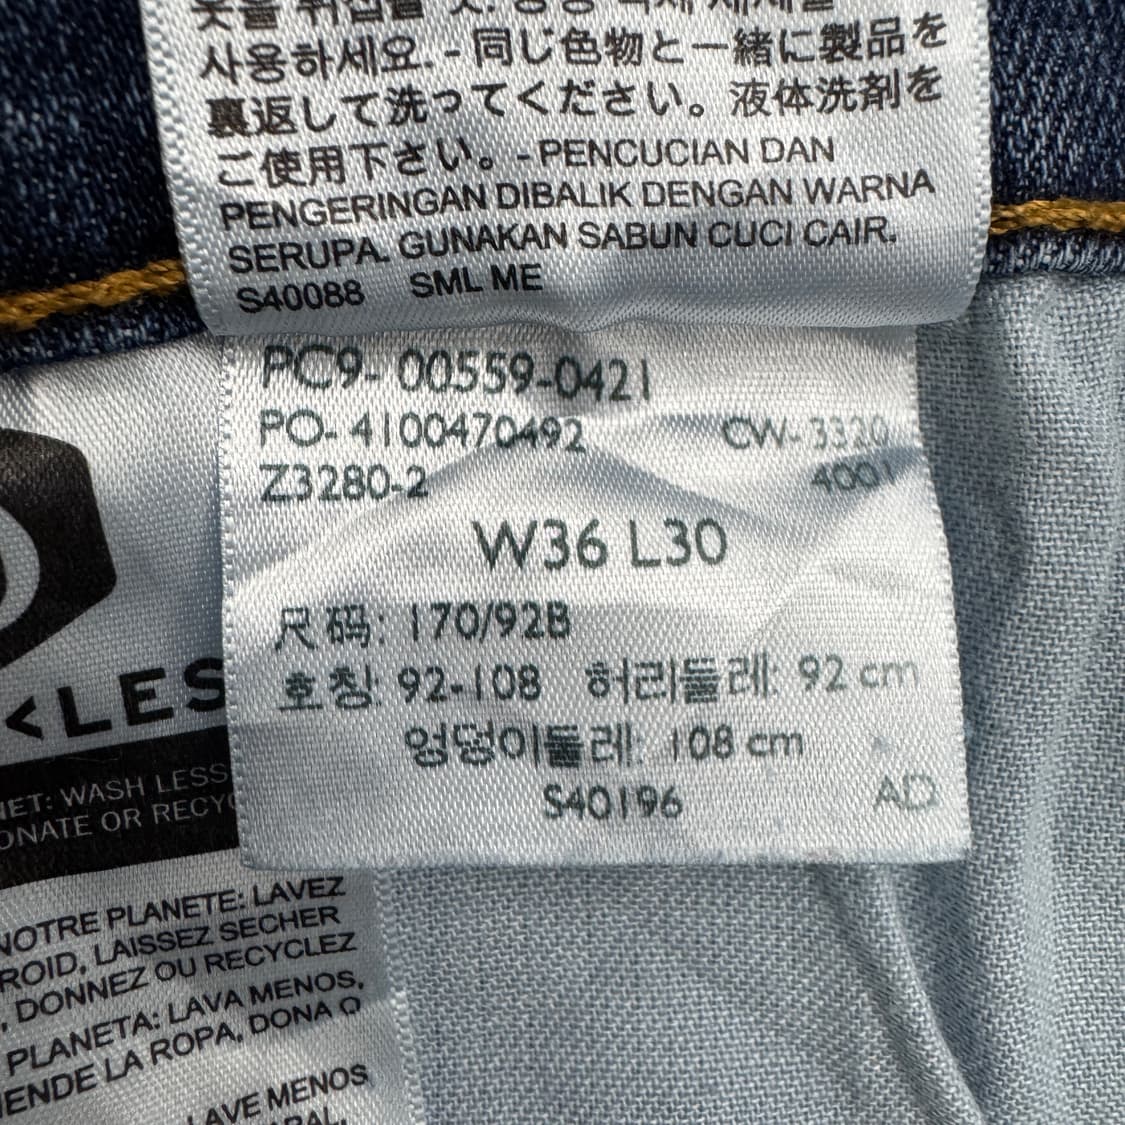 사용하세요. - 同じ色物と一緒に製品を
裏返して洗ってください。液体洗剤を
ご使用下さい。- PENCUCIAN DAN
PENGERINGAN DIBALIK DENGAN WARNA
SERUPA. GUNAKAN SABUN CUCI CAIR.
S40088 SML ME
PC9- 00559-0421
PO- 4100470492 CW- 3320
Z3280-2 4001
W36 L30
尺码: 170/92B
호칭: 92-108 허리둘레: 92 cm
엉덩이둘레: 108 cm
S40196 AD
<LES
NET: WASH LESS
ONATE OR RECY
NOTRE PLANETE: LAVEZ
ROID, LAISSEZ SECHER
, DONNEZ OU RECYCLEZ
PLANETA: LAVA MENOS,
IENDE LA ROPA, DONA O
LAVE MENOS